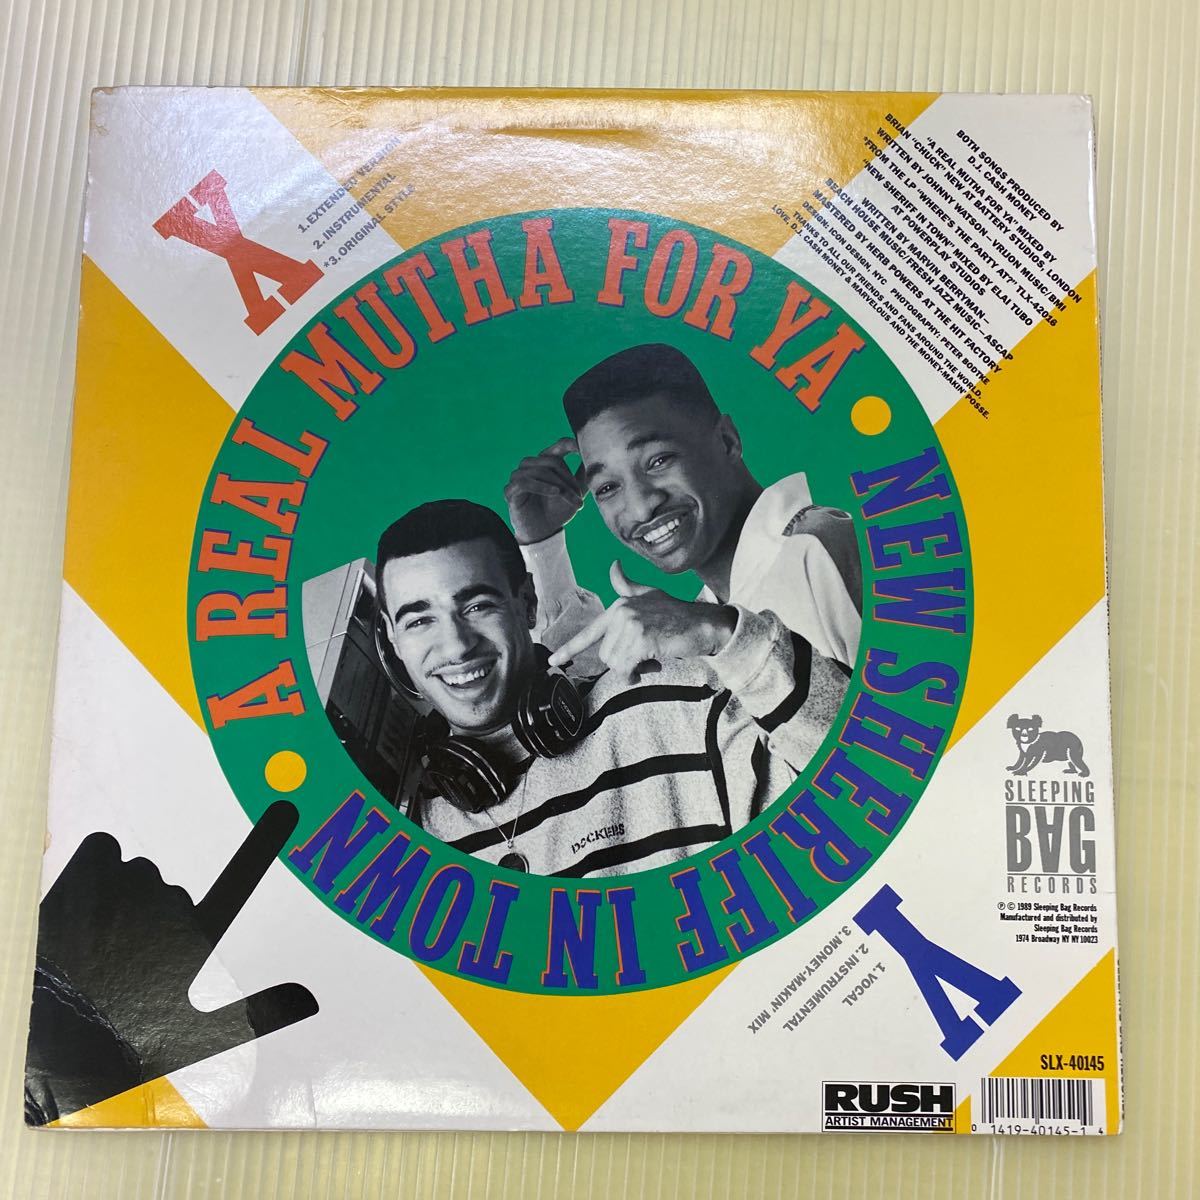 X
1. EXTENDED VERSION
2. INSTRUMENTAL
*3. ORIGINAL STYLE
BOTH SONGS PRODUCED BY
D.J. CASH MONEY
"A REAL MUTHA FOR YA" MIXED BY
BRIAN "CHUCK" NEW AT BATTERY STUDIOS, LONDON
WRITTEN BY JOHNNY WATSON—VRIJON MUSIC/BMI
*FROM THE LP "WHERE'S THE PARTY AT?" TLX-42016
"NEW SHERIFF IN TOWN" MIXED BY ELAI TUBO
AT POWERPLAY STUDIOS
WRITTEN BY MARVIN BERRYMAN—
BEACH HOUSE MUSIC/FRESH JAZZ MUSIC—ASCAP
MASTERED BY HERB POWERS AT THE HIT FACTORY
DESIGN: ICON DESIGN, NYC PHOTOGRAPHY: PETER BODTKE
THANKS TO ALL OUR FRIENDS AND FANS AROUND THE WORLD.
LOVE, D.J. CASH MONEY & MARVELOUS AND THE MONEY-MAKIN' POSSE.
A REAL MUTHA FOR YA
NEW SHERIFF IN TOWN
DOCKERS
SLEEPING
BAG
RECORDS
℗ © 1989 Sleeping Bag Records
Manufactured and distributed by
Sleeping Bag Records
1974 Broadway NY NY 10023
Y
1. VOCAL
2. INSTRUMENTAL
3. MONEY-MAKIN' MIX
SLX-40145
RUSH
ARTIST MANAGEMENT
0 1419-40145-1 4